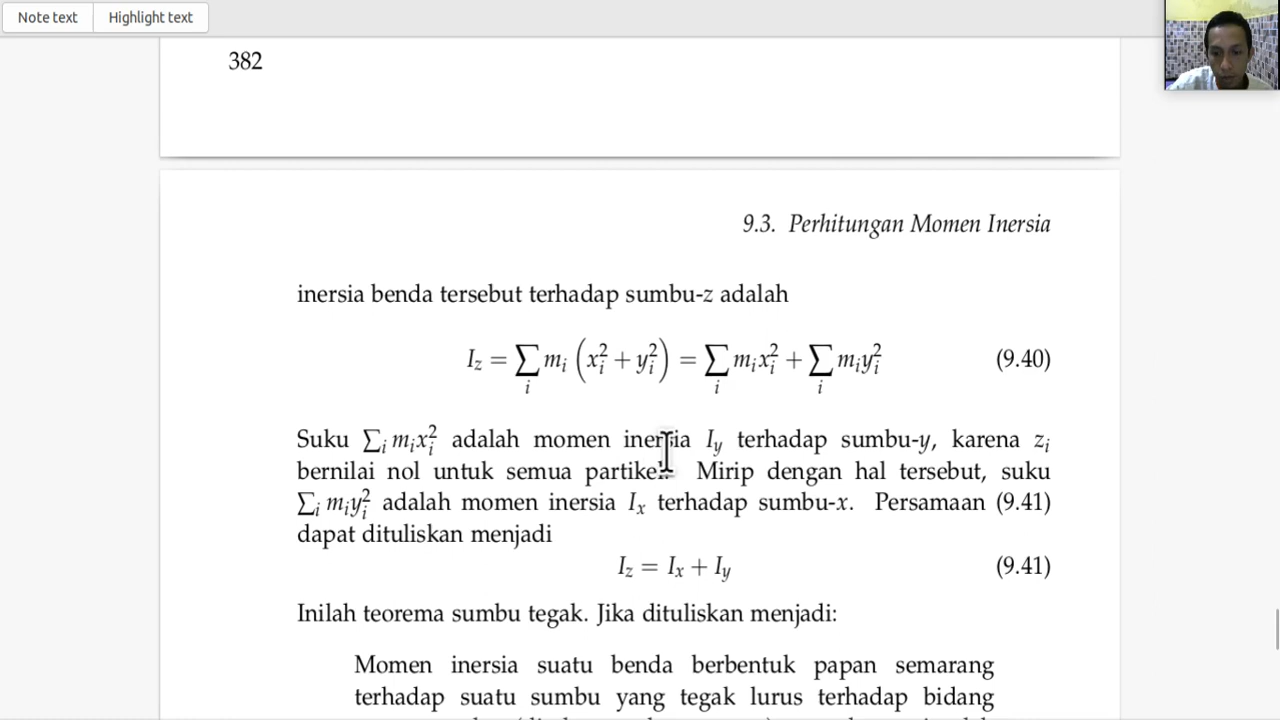 Note text
Highlight text
382
9.3. Perhitungan Momen Inersia
inersia benda tersebut terhadap sumbu-z adalah
I_z = ∑_i m_i (x_i^2 + y_i^2) = ∑_i m_i x_i^2 + ∑_i m_i y_i^2 (9.40)
Suku ∑_i m_i x_i^2 adalah momen inersia I_y terhadap sumbu-y, karena z_i
bernilai nol untuk semua partikel. Mirip dengan hal tersebut, suku
∑_i m_i y_i^2 adalah momen inersia I_x terhadap sumbu-x. Persamaan (9.41)
dapat dituliskan menjadi
I_z = I_x + I_y (9.41)
Inilah teorema sumbu tegak. Jika dituliskan menjadi:
Momen inersia suatu benda berbentuk papan semarang
terhadap suatu sumbu yang tegak lurus terhadap bidang